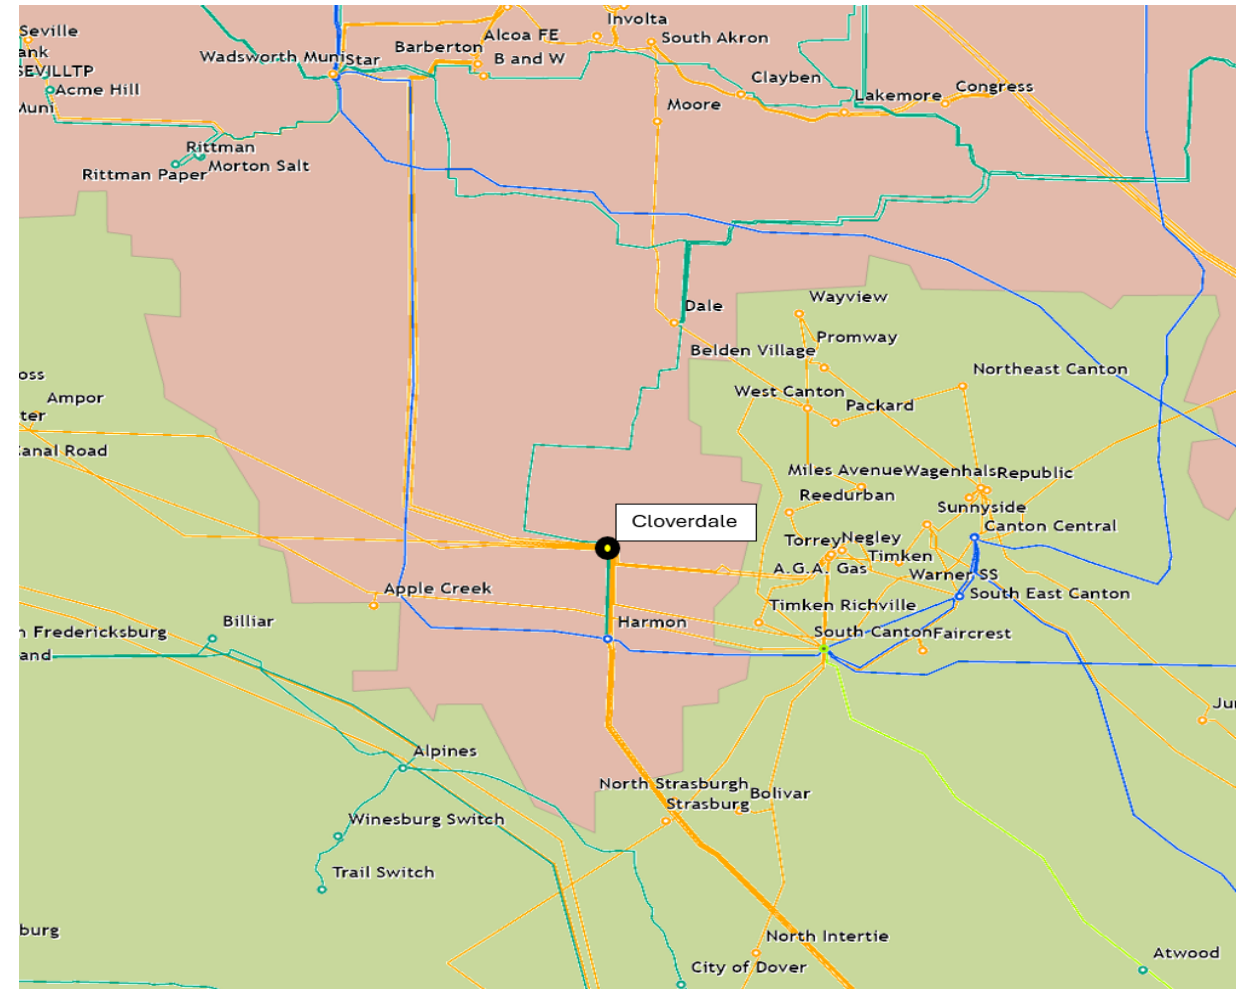 Involta
Seville
Alcoa FE
South Akron
ank
Barberton
Wadsworth Muni
Star
B and W
SEVILLTP
Clayben
Acme Hill
Congress
Lakemore
Muni
Moore
Rittman
Morton Salt
Rittman Paper
Wayview
Dale
Promway
Belden Village
Northeast Canton
oss
West Canton
Ampor
Packard
ter
Canal Road
Miles Avenue
Wagenhals
Republic
Reedurban
Sunnyside
Cloverdale
Canton Central
Torrey
Negley
Timken
A.G.A. Gas
Warner SS
Apple Creek
South East Canton
Timken Richville
Billiar
Harmon
n Fredericksburg
South Canton
Faircrest
and
Ju
Alpines
North Strasburgh
Bolivar
Strasburg
Winesburg Switch
Trail Switch
burg
North Intertie
Atwood
City of Dover